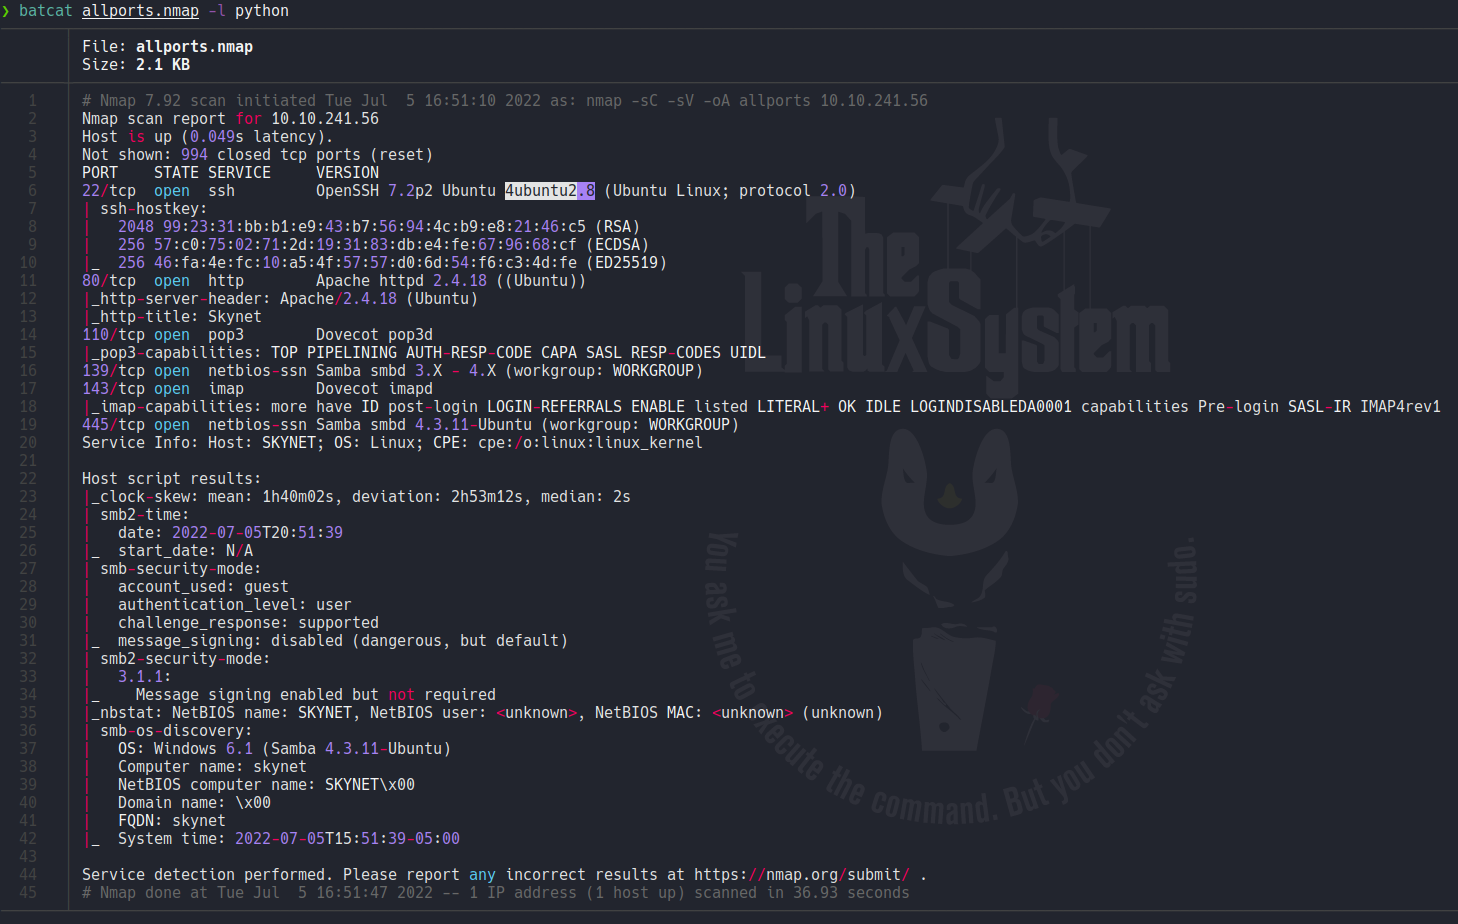 ❯ batcat allports.nmap -l python
File: allports.nmap
Size: 2.1 KB
1 # Nmap 7.92 scan initiated Tue Jul  5 16:51:10 2022 as: nmap -sC -sV -oA allports 10.10.241.56
2 Nmap scan report for 10.10.241.56
3 Host is up (0.049s latency).
4 Not shown: 994 closed tcp ports (reset)
5 PORT    STATE SERVICE     VERSION
6 22/tcp  open  ssh         OpenSSH 7.2p2 Ubuntu 4ubuntu2.8 (Ubuntu Linux; protocol 2.0)
7 | ssh-hostkey:
8 |   2048 99:23:31:bb:b1:e9:43:b7:56:94:4c:b9:e8:21:46:c5 (RSA)
9 |   256 57:c0:75:02:71:2d:19:31:83:db:e4:fe:67:96:68:cf (ECDSA)
10 |_  256 46:fa:4e:fc:10:a5:4f:57:57:d0:6d:54:f6:c3:4d:fe (ED25519)
11 80/tcp  open  http        Apache httpd 2.4.18 ((Ubuntu))
12 |_http-server-header: Apache/2.4.18 (Ubuntu)
13 |_http-title: Skynet
14 110/tcp open  pop3        Dovecot pop3d
15 |_pop3-capabilities: TOP PIPELINING AUTH-RESP-CODE CAPA SASL RESP-CODES UIDL
16 139/tcp open  netbios-ssn Samba smbd 3.X - 4.X (workgroup: WORKGROUP)
17 143/tcp open  imap        Dovecot imapd
18 |_imap-capabilities: more have ID post-login LOGIN-REFERRALS ENABLE listed LITERAL+ OK IDLE LOGINDISABLEDA0001 capabilities Pre-login SASL-IR IMAP4rev1
19 445/tcp open  netbios-ssn Samba smbd 4.3.11-Ubuntu (workgroup: WORKGROUP)
20 Service Info: Host: SKYNET; OS: Linux; CPE: cpe:/o:linux:linux_kernel
21
22 Host script results:
23 |_clock-skew: mean: 1h40m02s, deviation: 2h53m12s, median: 2s
24 | smb2-time:
25 |   date: 2022-07-05T20:51:39
26 |_  start_date: N/A
27 | smb-security-mode:
28 |   account_used: guest
29 |   authentication_level: user
30 |   challenge_response: supported
31 |_  message_signing: disabled (dangerous, but default)
32 | smb2-security-mode:
33 |   3.1.1:
34 |_    Message signing enabled but not required
35 |_nbstat: NetBIOS name: SKYNET, NetBIOS user: <unknown>, NetBIOS MAC: <unknown> (unknown)
36 | smb-os-discovery:
37 |   OS: Windows 6.1 (Samba 4.3.11-Ubuntu)
38 |   Computer name: skynet
39 |   NetBIOS computer name: SKYNET\x00
40 |   Domain name: \x00
41 |   FQDN: skynet
42 |_  System time: 2022-07-05T15:51:39-05:00
43
44 Service detection performed. Please report any incorrect results at https://nmap.org/submit/ .
45 # Nmap done at Tue Jul  5 16:51:47 2022 -- 1 IP address (1 host up) scanned in 36.93 seconds
The
LinuxSystem
You ask me to execute the command. But you don't ask with sudo.